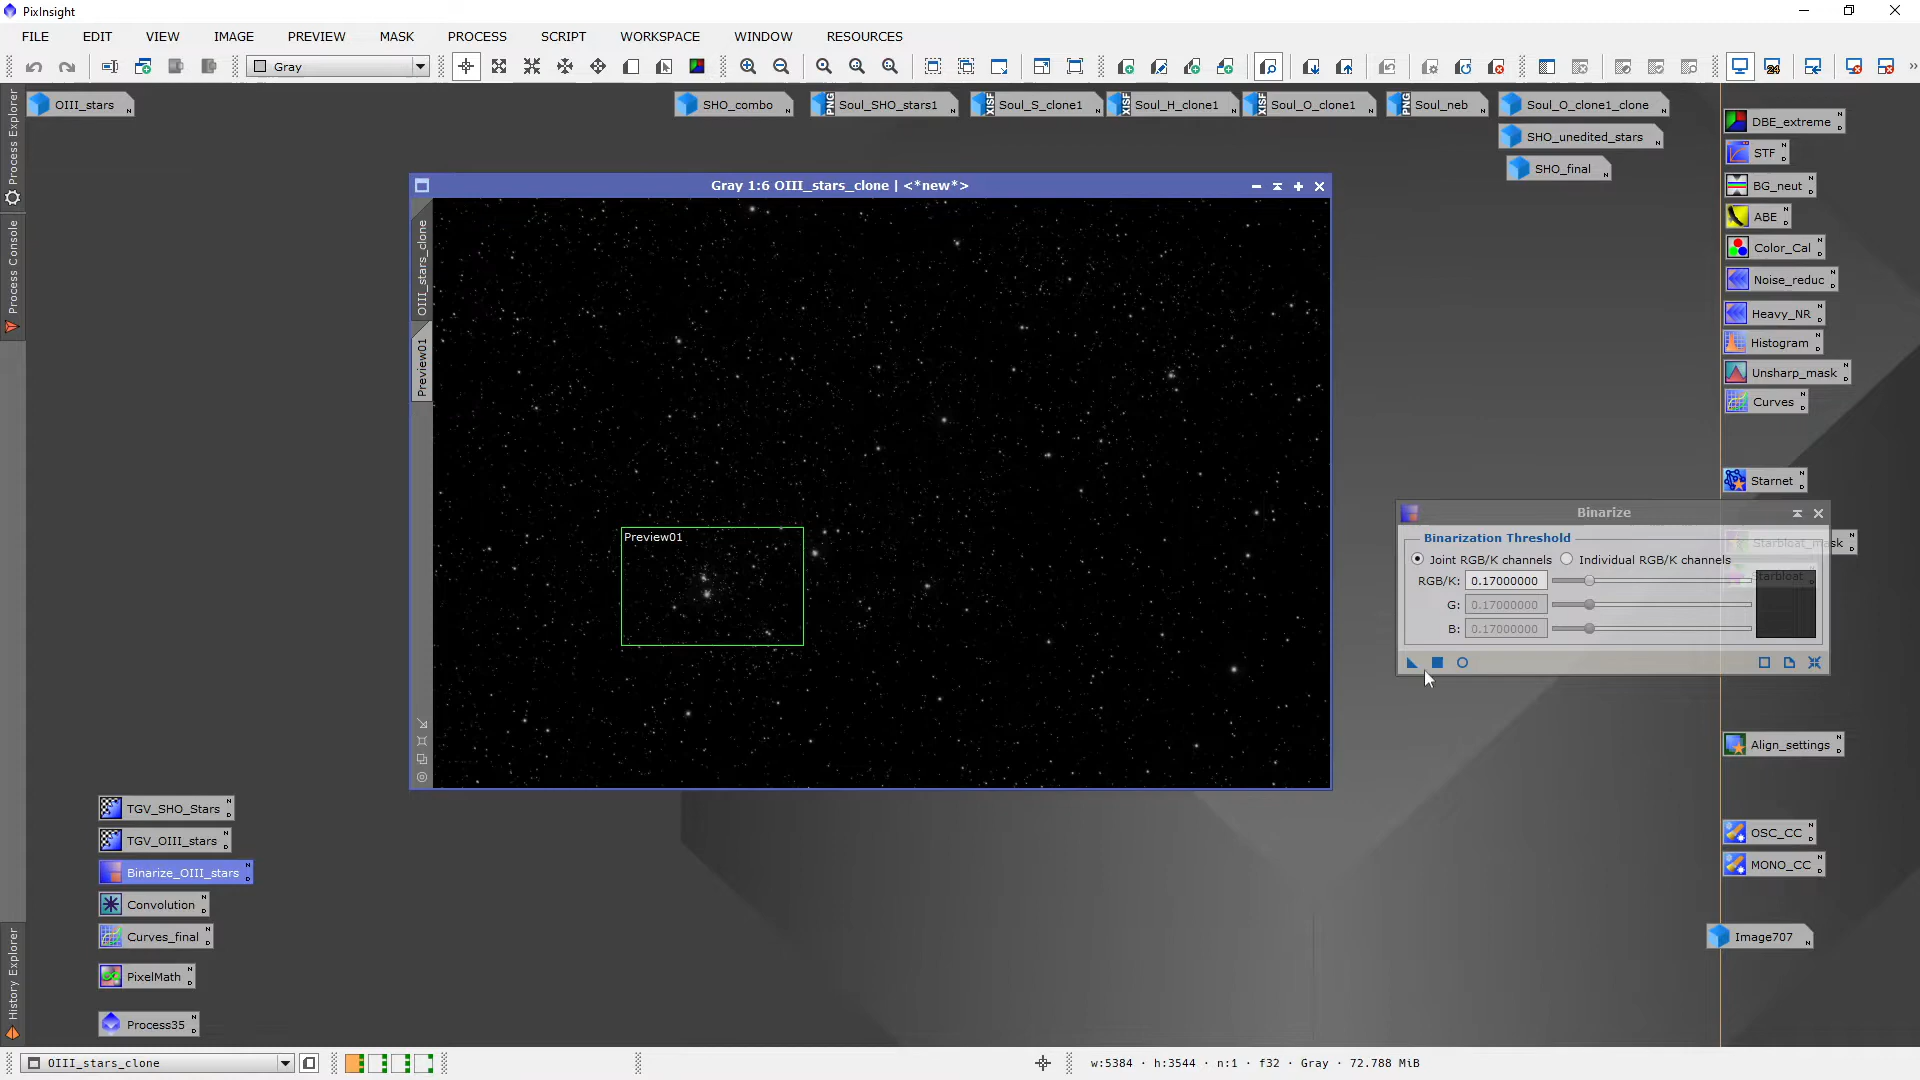 PixInsight
FILE EDIT VIEW IMAGE PREVIEW MASK PROCESS SCRIPT WORKSPACE WINDOW RESOURCES
Gray
Process Explorer
Process Console
History Explorer
OIII_stars
SHO_combo
Soul_SHO_stars1
Soul_S_clone1
Soul_H_clone1
Soul_O_clone1
Soul_neb
Soul_O_clone1_clone
SHO_unedited_stars
SHO_final
Gray 1:6 OIII_stars_clone | <*new*>
OIII_stars_clone
Preview01
Preview01
DBE_extreme
STF
BG_neut
ABE
Color_Cal
Noise_reduc
Heavy_NR
Histogram
Unsharp_mask
Curves
Starnet
Starbloat_mask
Starbloat
Binarize
Binarization Threshold
Joint RGB/K channels Individual RGB/K channels
RGB/K: 0.17000000
G: 0.17000000
B: 0.17000000
Align_settings
OSC_CC
MONO_CC
Image707
TGV_SHO_Stars
TGV_OIII_stars
Binarize_OIII_stars
Convolution
Curves_final
PixelMath
Process35
OIII_stars_clone
w:5384 · h:3544 · n:1 · f32 · Gray · 72.788 MiB